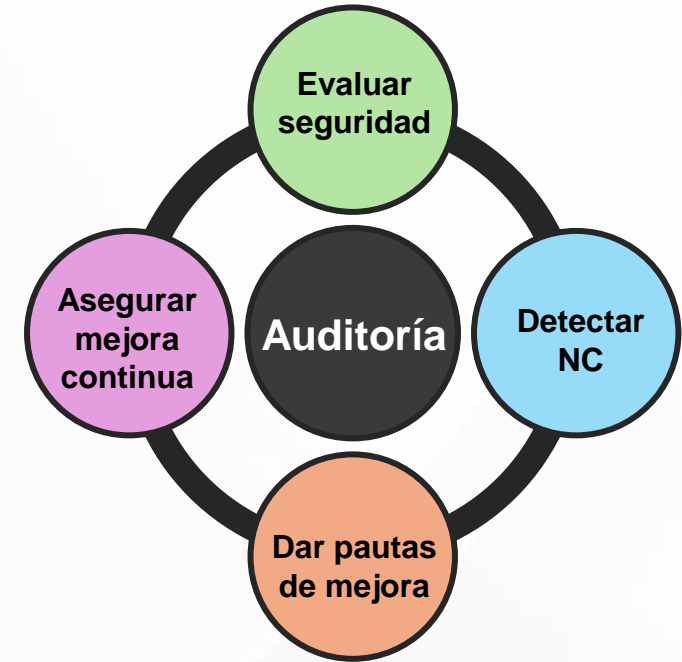 Evaluar
seguridad
Asegurar
mejora
continua
Auditoría
Detectar
NC
Dar pautas
de mejora